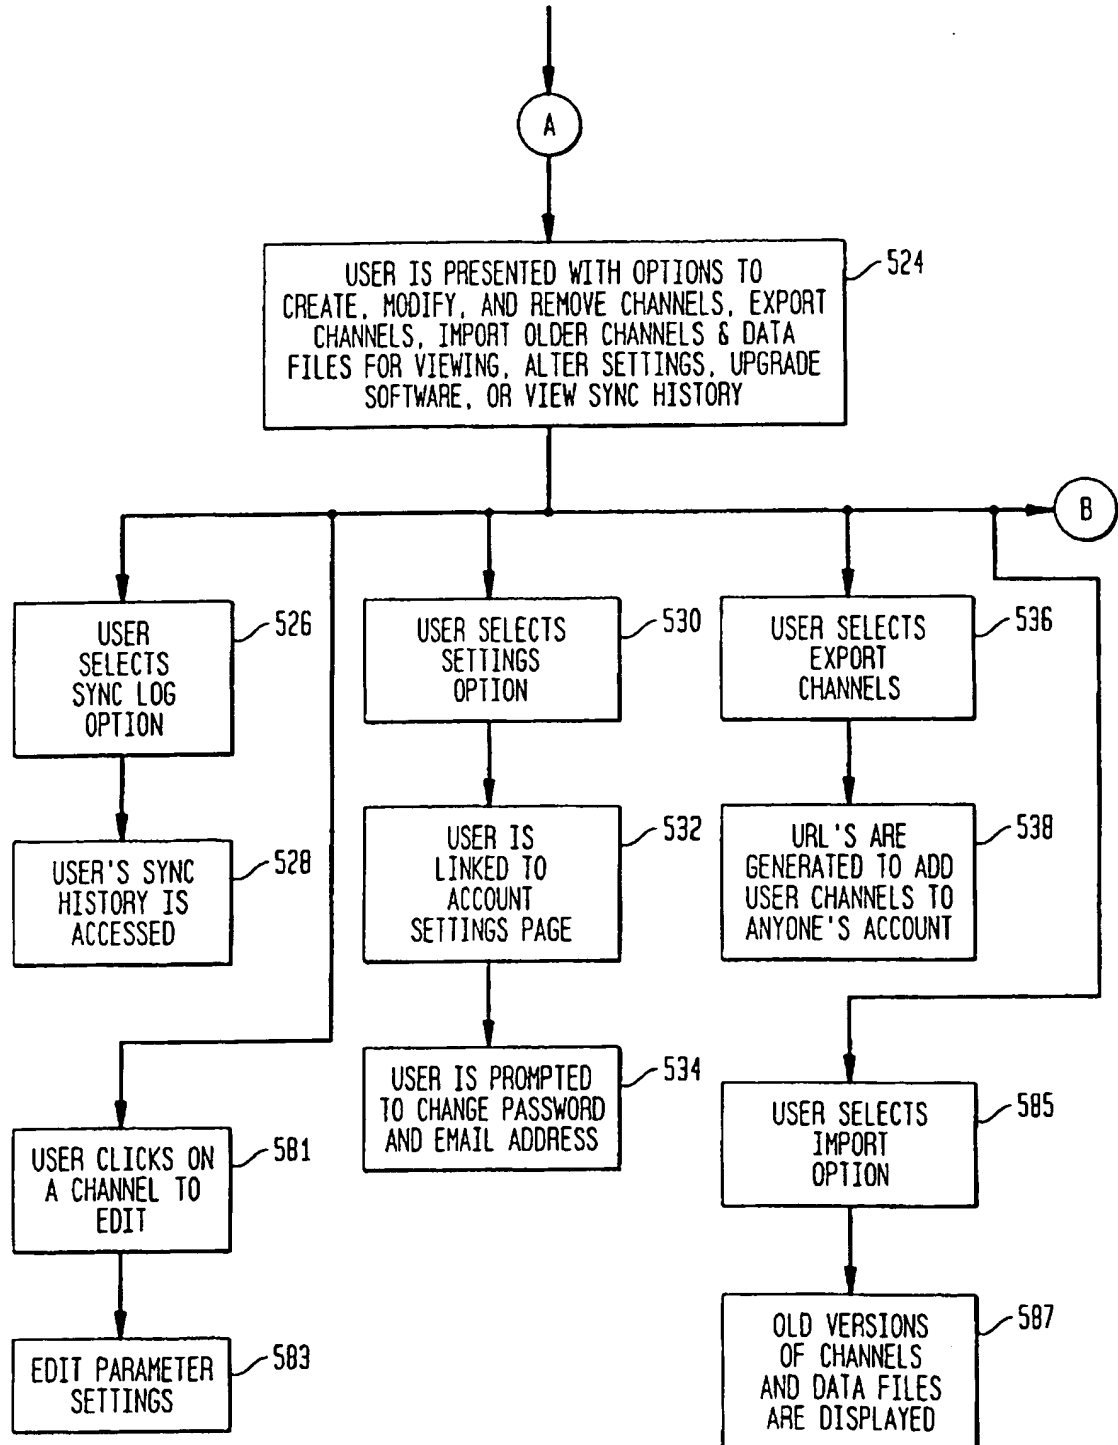 A
USER IS PRESENTED WITH OPTIONS TO
CREATE, MODIFY, AND REMOVE CHANNELS, EXPORT
CHANNELS, IMPORT OLDER CHANNELS & DATA
FILES FOR VIEWING, ALTER SETTINGS, UPGRADE
SOFTWARE, OR VIEW SYNC HISTORY
524
B
USER
SELECTS
SYNC LOG
OPTION
526
USER'S SYNC
HISTORY IS
ACCESSED
528
USER CLICKS ON
A CHANNEL TO
EDIT
581
EDIT PARAMETER
SETTINGS
583
USER SELECTS
SETTINGS
OPTION
530
USER IS
LINKED TO
ACCOUNT
SETTINGS PAGE
532
USER IS PROMPTED
TO CHANGE PASSWORD
AND EMAIL ADDRESS
534
USER SELECTS
EXPORT
CHANNELS
536
URL'S ARE
GENERATED TO ADD
USER CHANNELS TO
ANYONE'S ACCOUNT
538
USER SELECTS
IMPORT
OPTION
585
OLD VERSIONS
OF CHANNELS
AND DATA FILES
ARE DISPLAYED
587